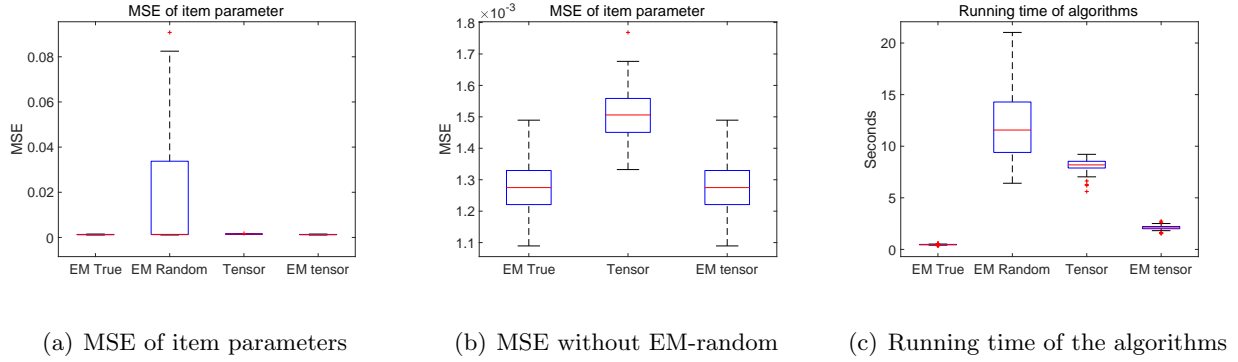 MSE of item parameter
MSE
0.08
0.06
0.04
0.02
0
EM True EM Random Tensor EM tensor
(a) MSE of item parameters
×10-3
MSE of item parameter
MSE
1.8
1.7
1.6
1.5
1.4
1.3
1.2
1.1
EM True Tensor EM tensor
(b) MSE without EM-random
Running time of algorithms
Seconds
20
15
10
5
0
EM True EM Random Tensor EM tensor
(c) Running time of the algorithms